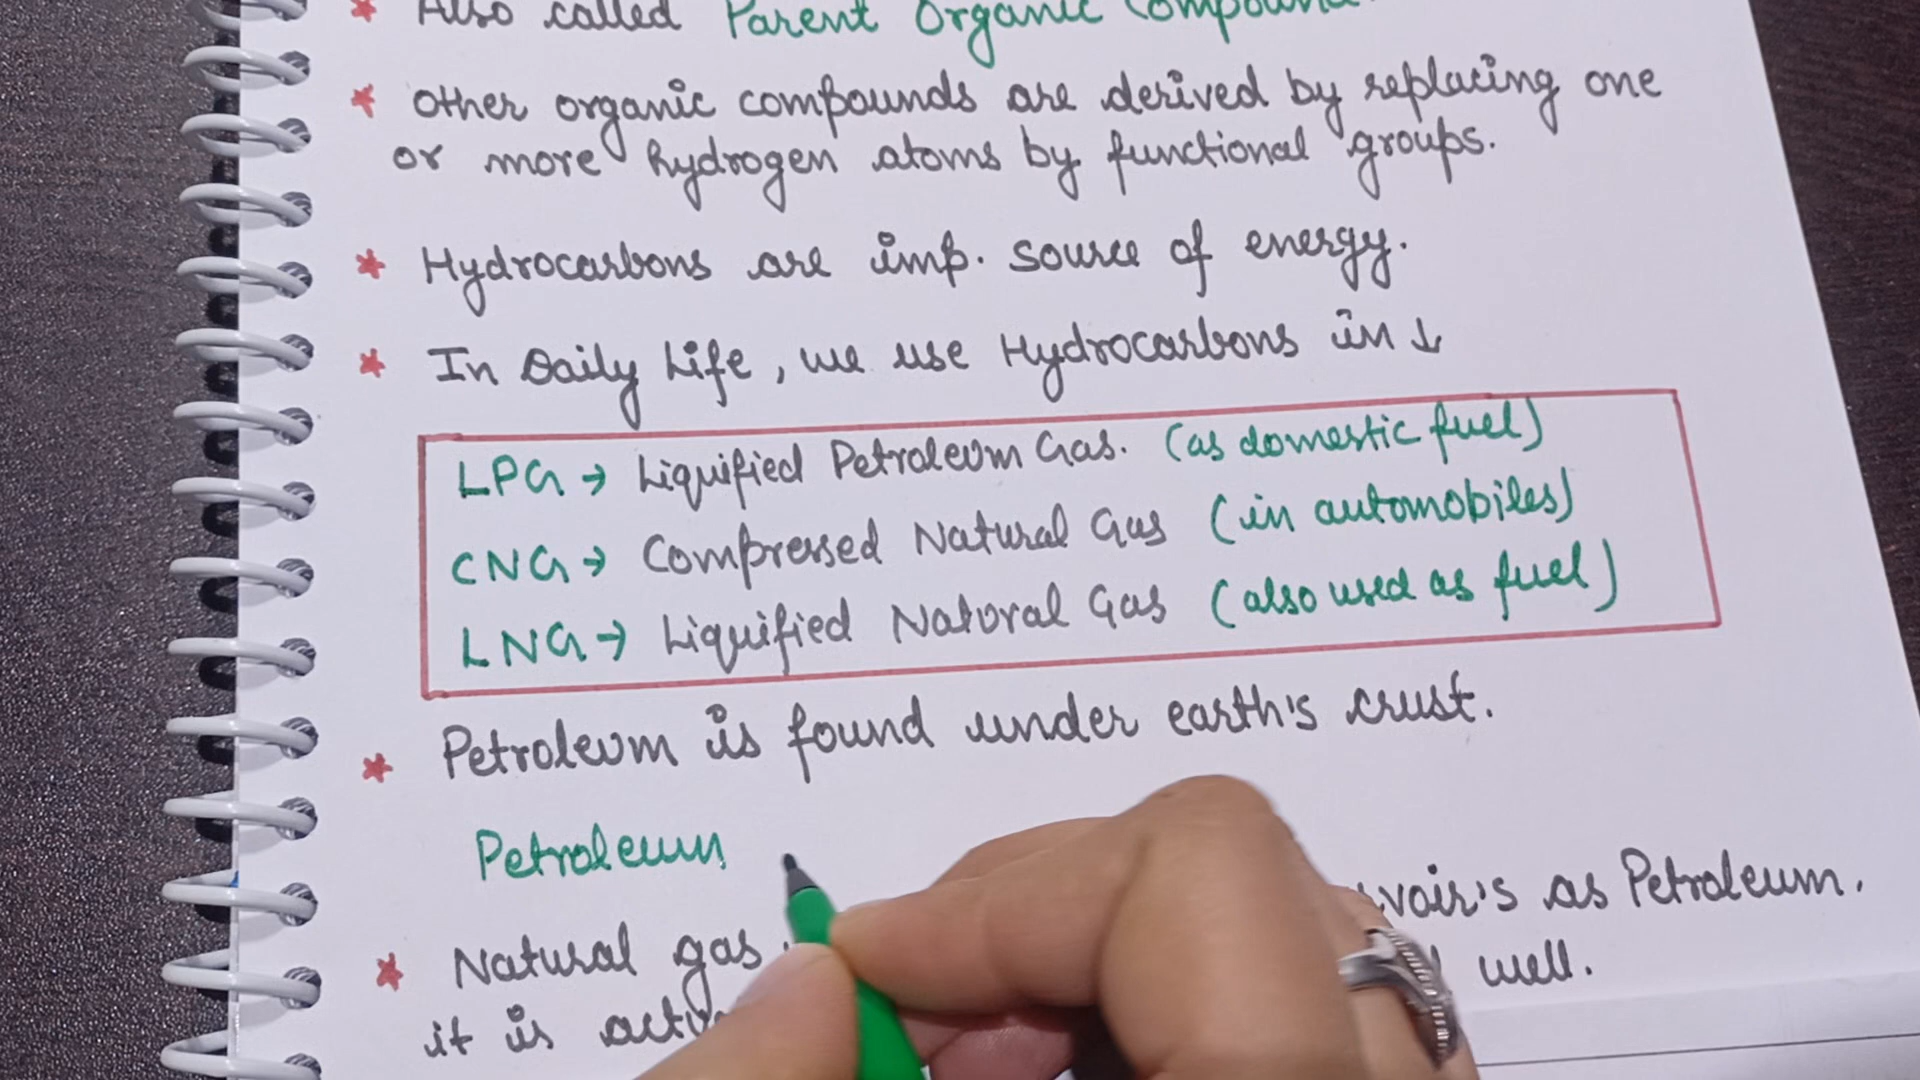 Also called Parent Organic Compound.
Other organic compounds are derived by replacing one
or more hydrogen atoms by functional groups.
Hydrocarbons are imp. source of energy.
In Daily Life, we use Hydrocarbons in ↓
LPG → Liquified Petroleum Gas. (as domestic fuel)
CNG → Compressed Natural Gas (in automobiles)
LNG → Liquified Natural Gas (also used as fuel)
Petroleum is found under earth's crust.
Petroleum
Natural gas as Petroleum.
it is well.